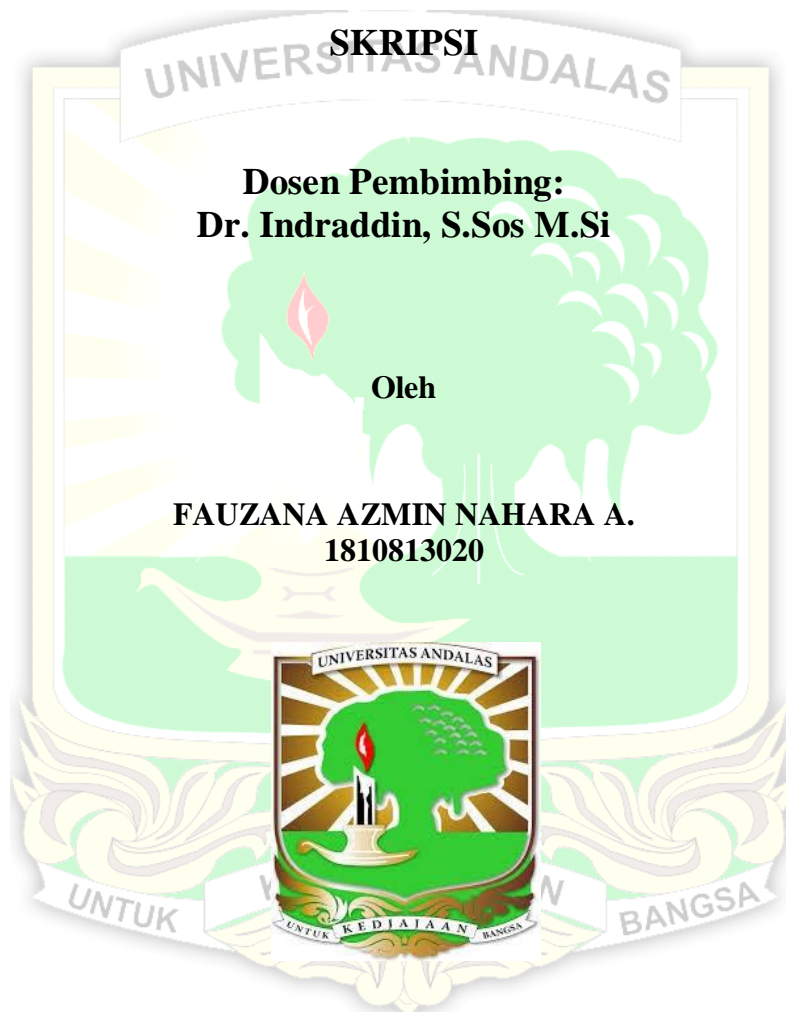 SKRIPSI
UNIVERSITAS ANDALAS
Dosen Pembimbing:
Dr. Indraddin, S.Sos M.Si
Oleh
FAUZANA AZMIN NAHARA A.
1810813020
UNIVERSITAS ANDALAS
UNTUK KEDJAJAAN BANGSA
UNTUK BANGSA